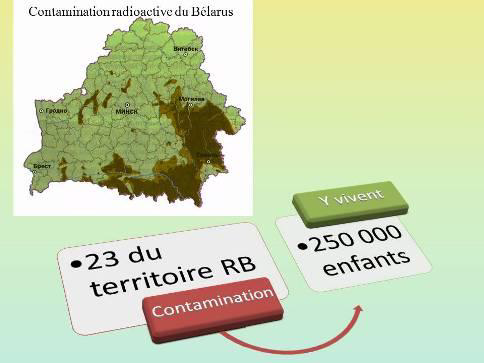 Contamination radioactive du Bélarus
Витебск
Могилев
Гродно
МИНСК
Брест
Y vivent
•23 du
territoire RB
•250 000
enfants
Contamination